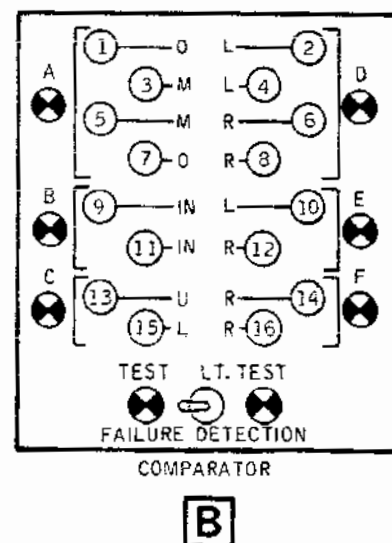 1 O L 2
A D
3 M L 4
5 M R 6
7 O R 8
B 9 IN L 10 E
11 IN R 12
C F
13 U R 14
15 L R 16
TEST LT. TEST
FAILURE DETECTION
COMPARATOR
B